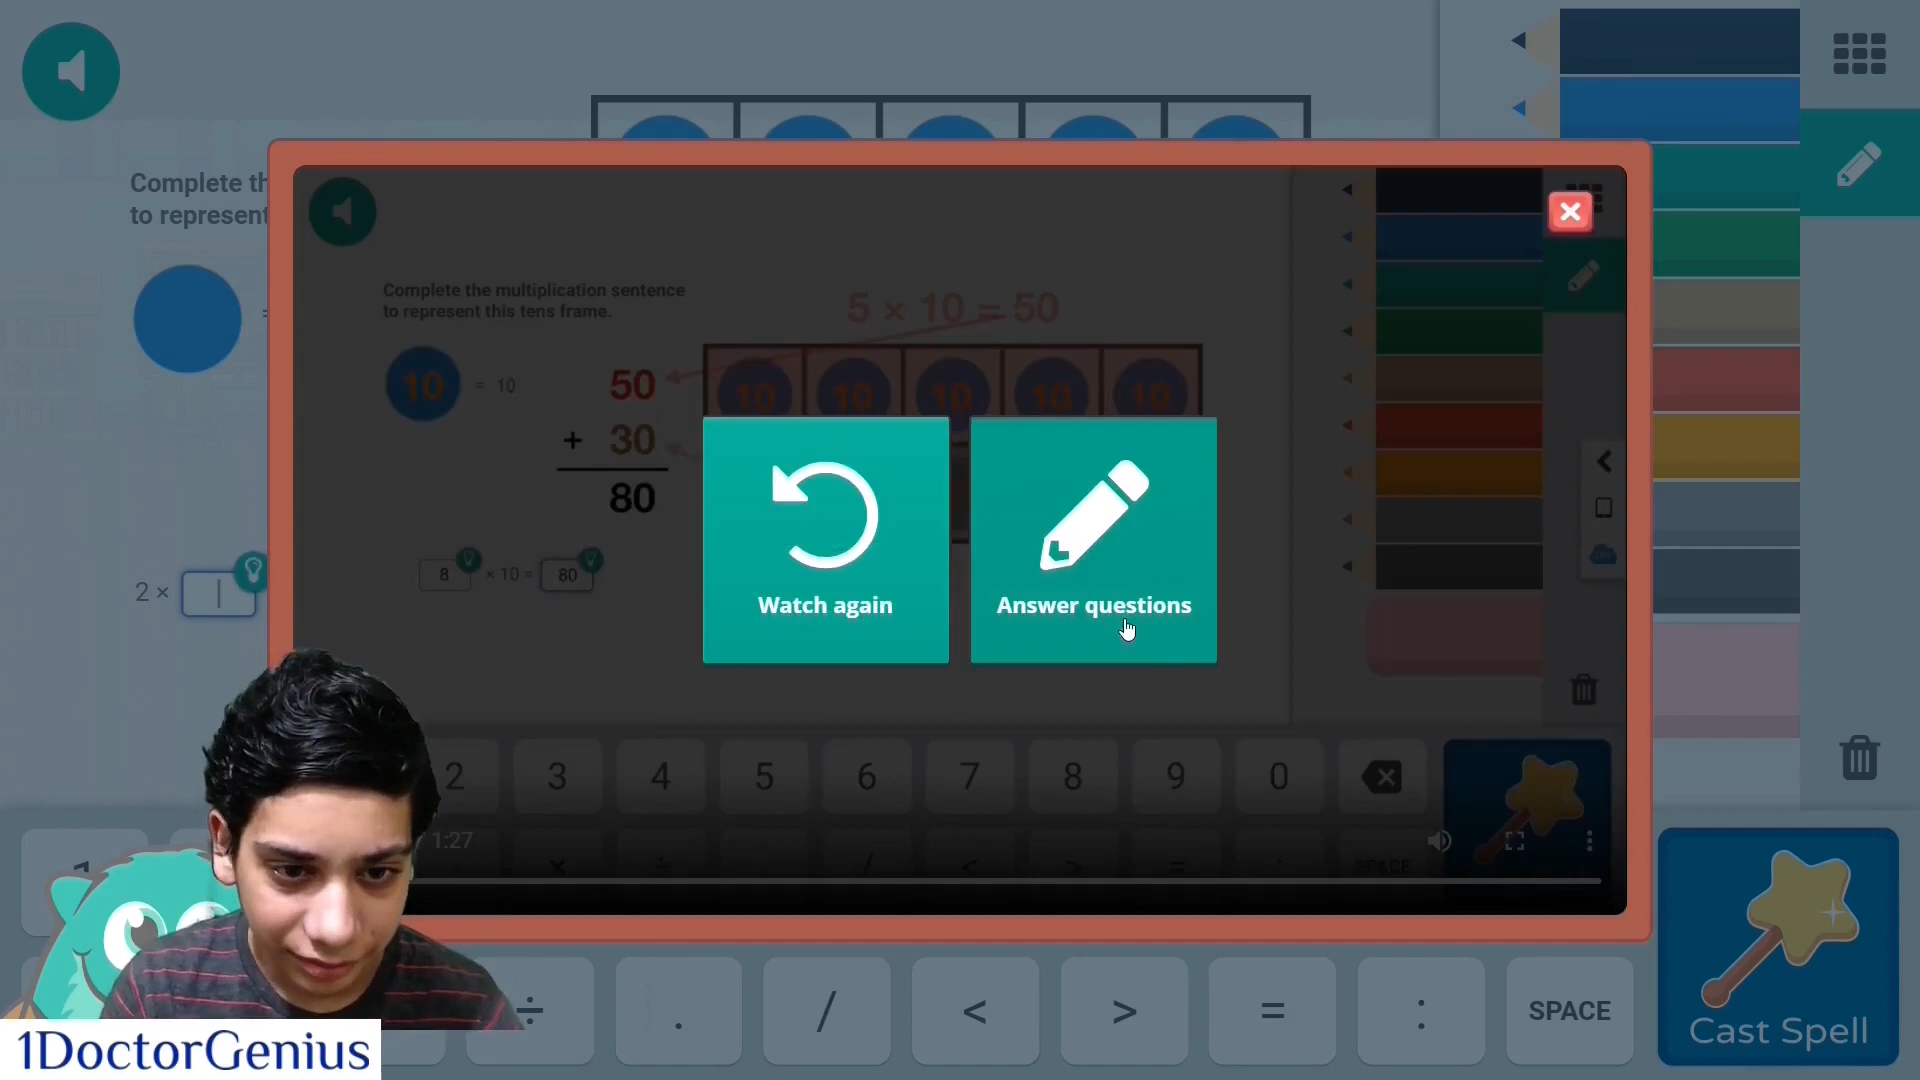 Complete th
to represent
=
2 ×
Complete the multiplication sentence
to represent this tens frame.
5 × 10 = 50
10 = 10
10 10 10 10 10
50
+ 30
80
8 × 10 = 80
Watch again
Answer questions
2 3 4 5 6 7 8 9 0
1:27
× ÷ / < > = : SPACE
÷ . / < > = : SPACE
Cast Spell
1DoctorGenius